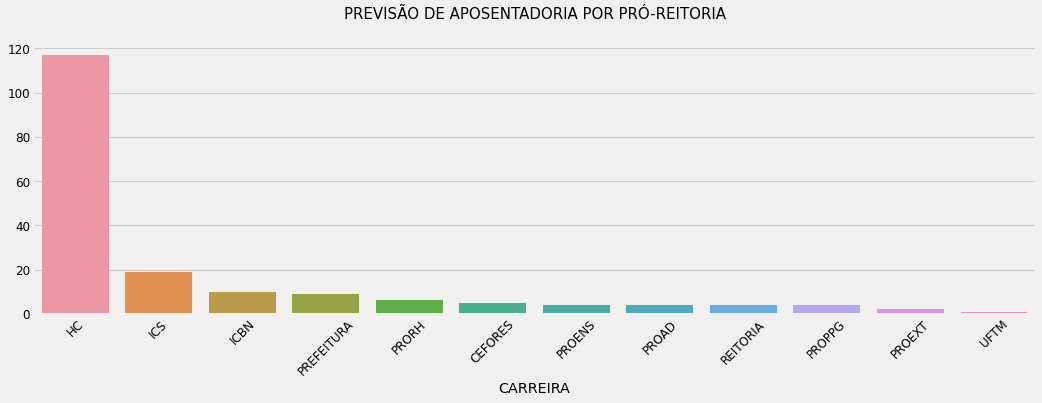 PREVISÃO DE APOSENTADORIA POR PRÓ-REITORIA
120
100
80
60
40
20
0
HC
ICS
ICBN
PREFEITURA
PRORH
CEFORES
PROENS
PROAD
REITORIA
PROPPG
PROEXT
UFTM
CARREIRA